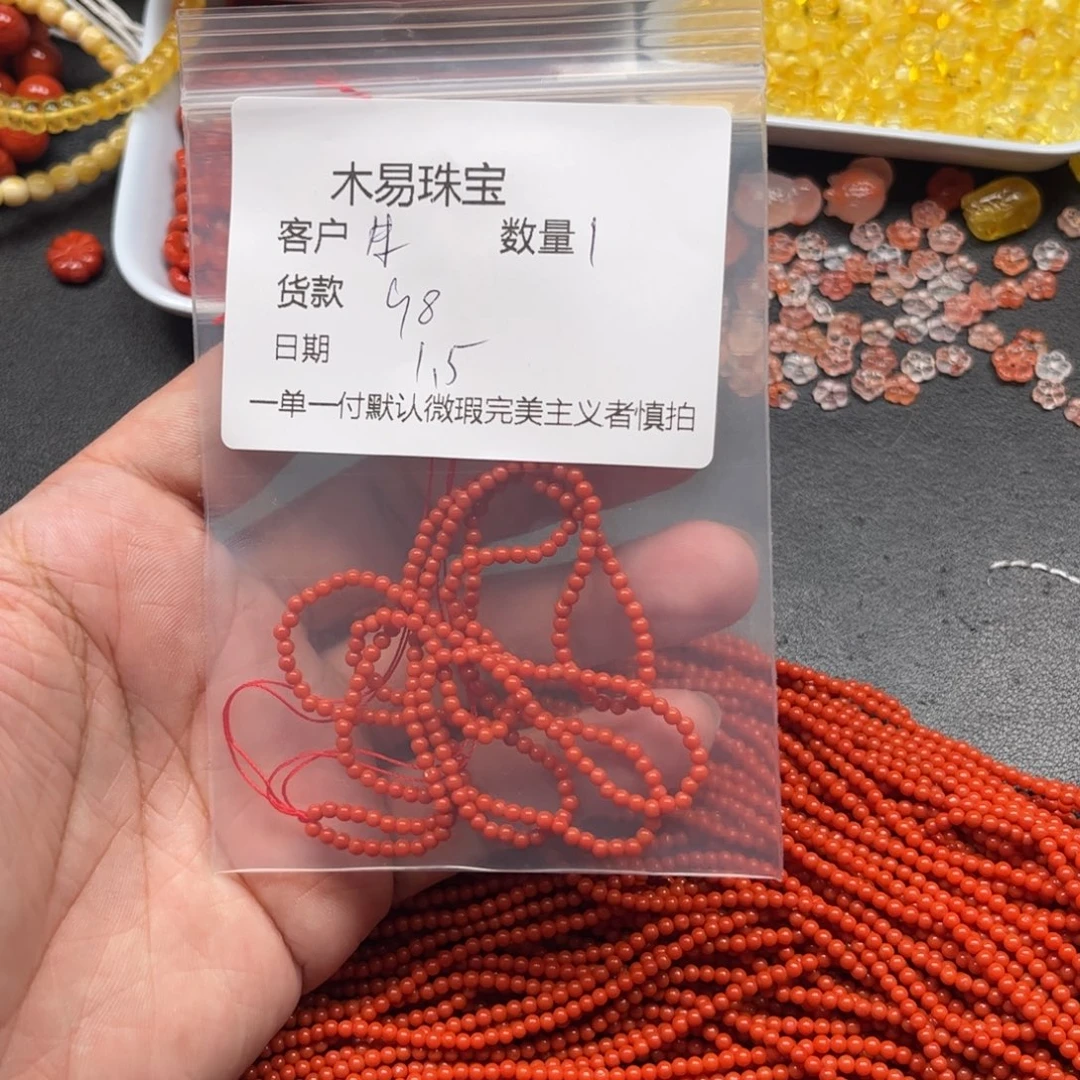 木易珠宝
客户 数量1
货款 98
日期 1.5
一单一付默认微瑕完美主义者慎拍